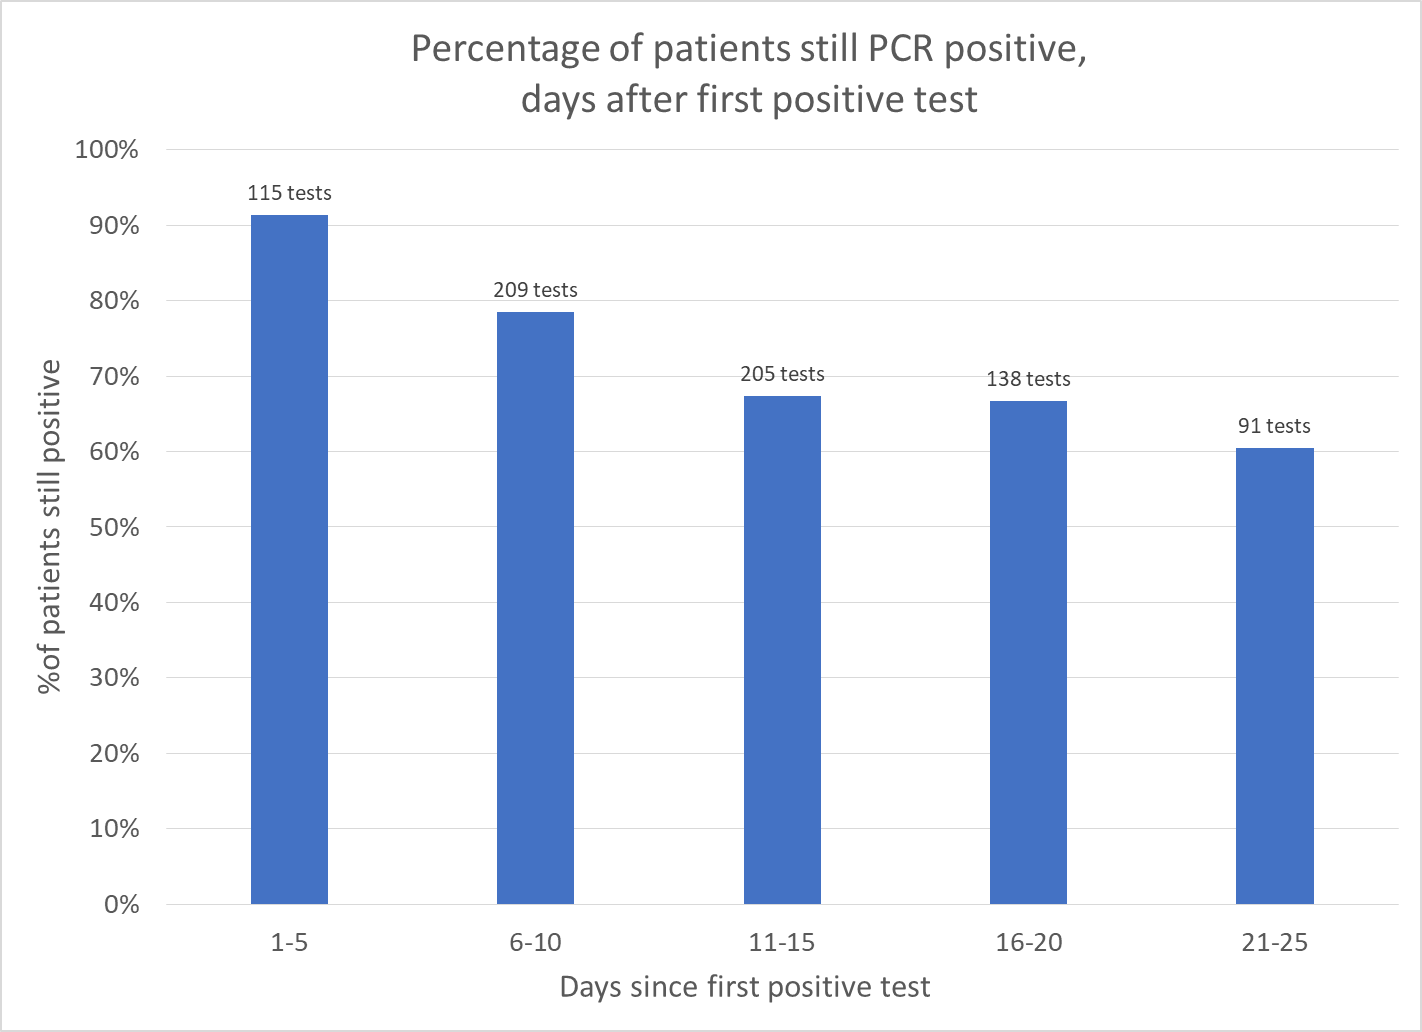 Percentage of patients still PCR positive,
days after first positive test
100%
90%
80%
70%
60%
50%
40%
30%
20%
10%
0%
%of patients still positive
115 tests
209 tests
205 tests
138 tests
91 tests
1-5
6-10
11-15
16-20
21-25
Days since first positive test